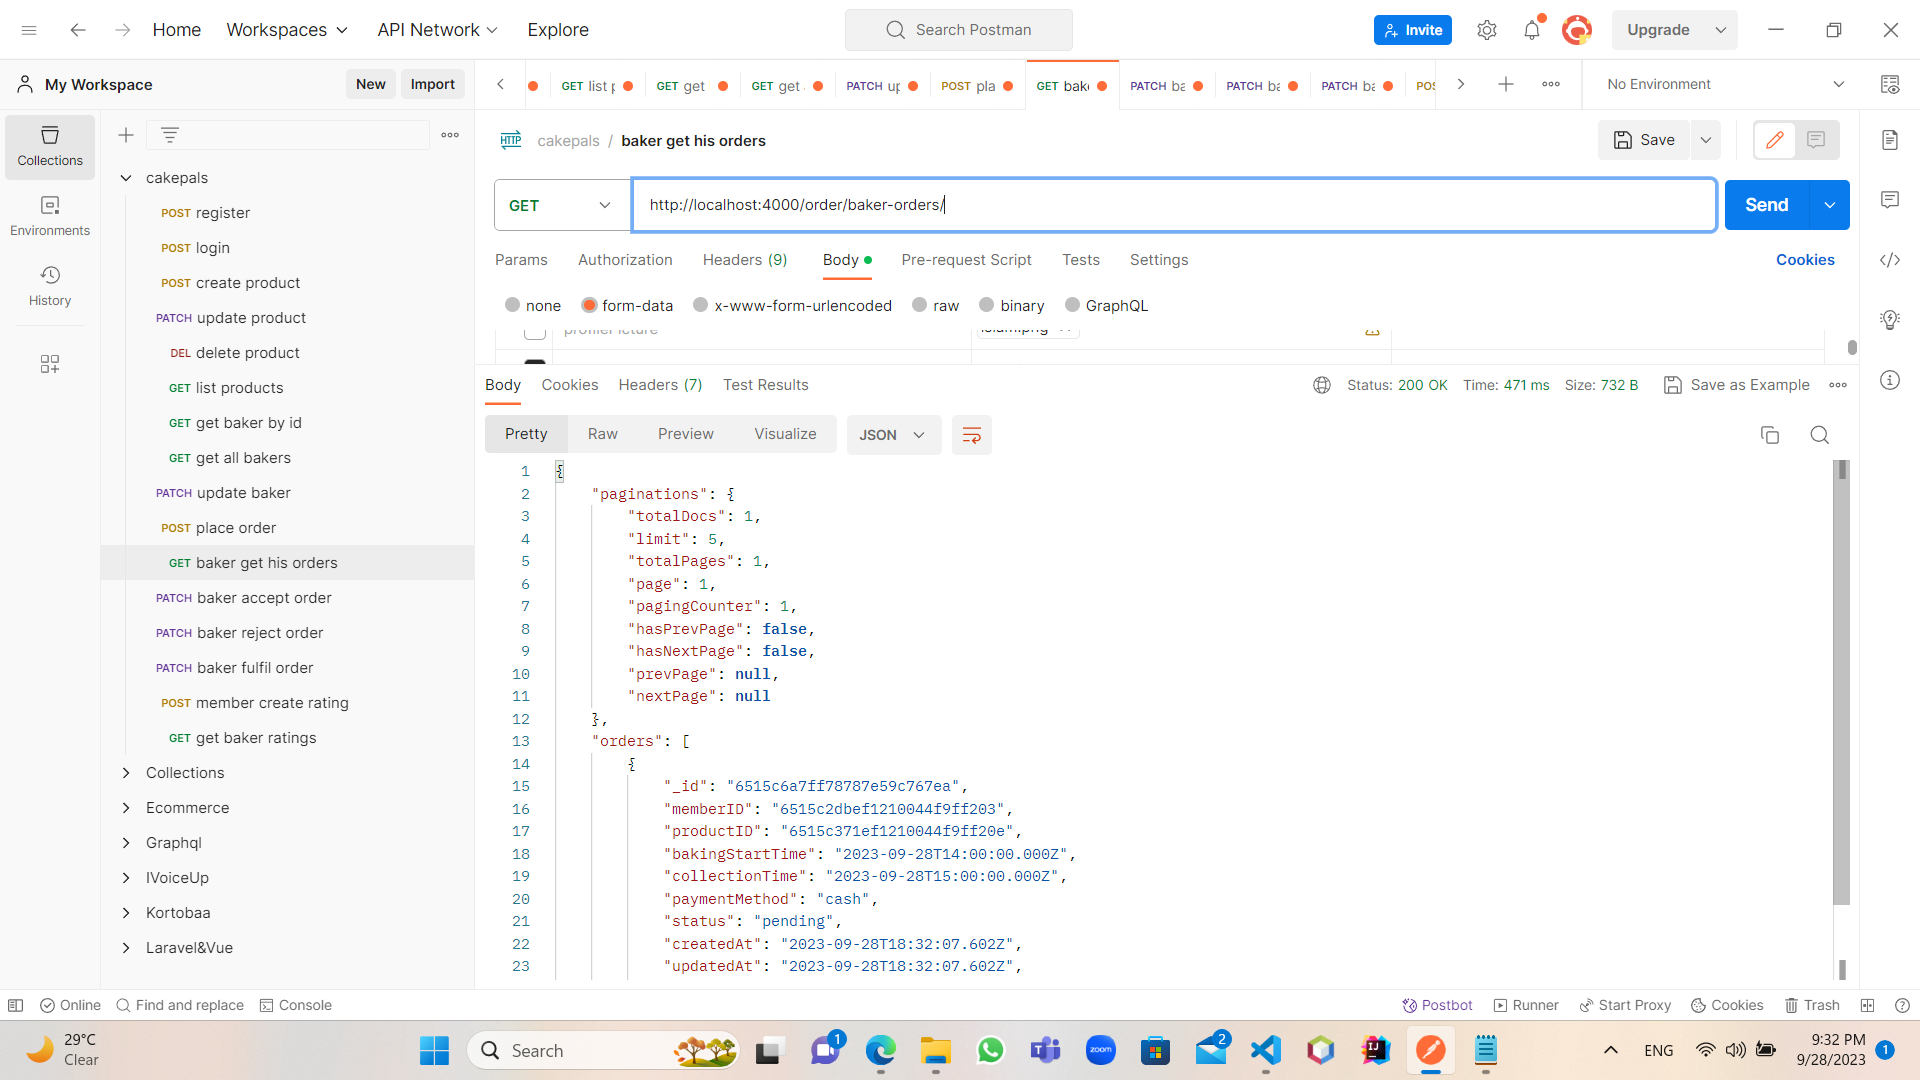 Home Workspaces API Network Explore Search Postman Invite Upgrade
My Workspace New Import GET list GET get GET get PATCH up POST pla GET bak PATCH ba PATCH ba PATCH ba POS No Environment
cakepals / baker get his orders Save
GET http://localhost:4000/order/baker-orders/ Send
Params Authorization Headers (9) Body Pre-request Script Tests Settings Cookies
none form-data x-www-form-urlencoded raw binary GraphQL
Collections
Environments
History
cakepals
POST register
POST login
POST create product
PATCH update product
DEL delete product
GET list products
GET get baker by id
GET get all bakers
PATCH update baker
POST place order
GET baker get his orders
PATCH baker accept order
PATCH baker reject order
PATCH baker fulfil order
POST member create rating
GET get baker ratings
Collections
Ecommerce
Graphql
IVoiceUp
Kortobaa
Laravel&Vue
Body Cookies Headers (7) Test Results Status: 200 OK Time: 471 ms Size: 732 B Save as Example
Pretty Raw Preview Visualize JSON
1 {
2 "paginations": {
3 "totalDocs": 1,
4 "limit": 5,
5 "totalPages": 1,
6 "page": 1,
7 "pagingCounter": 1,
8 "hasPrevPage": false,
9 "hasNextPage": false,
10 "prevPage": null,
11 "nextPage": null
12 },
13 "orders": [
14 {
15 "_id": "6515c6a7ff78787e59c767ea",
16 "memberID": "6515c2dbef1210044f9ff203",
17 "productID": "6515c371ef1210044f9ff20e",
18 "bakingStartTime": "2023-09-28T14:00:00.000Z",
19 "collectionTime": "2023-09-28T15:00:00.000Z",
20 "paymentMethod": "cash",
21 "status": "pending",
22 "createdAt": "2023-09-28T18:32:07.602Z",
23 "updatedAt": "2023-09-28T18:32:07.602Z",
Online Find and replace Console Postbot Runner Start Proxy Cookies Trash
29°C
Clear
Search 1 zoom 2 ENG
9:32 PM
9/28/2023 1